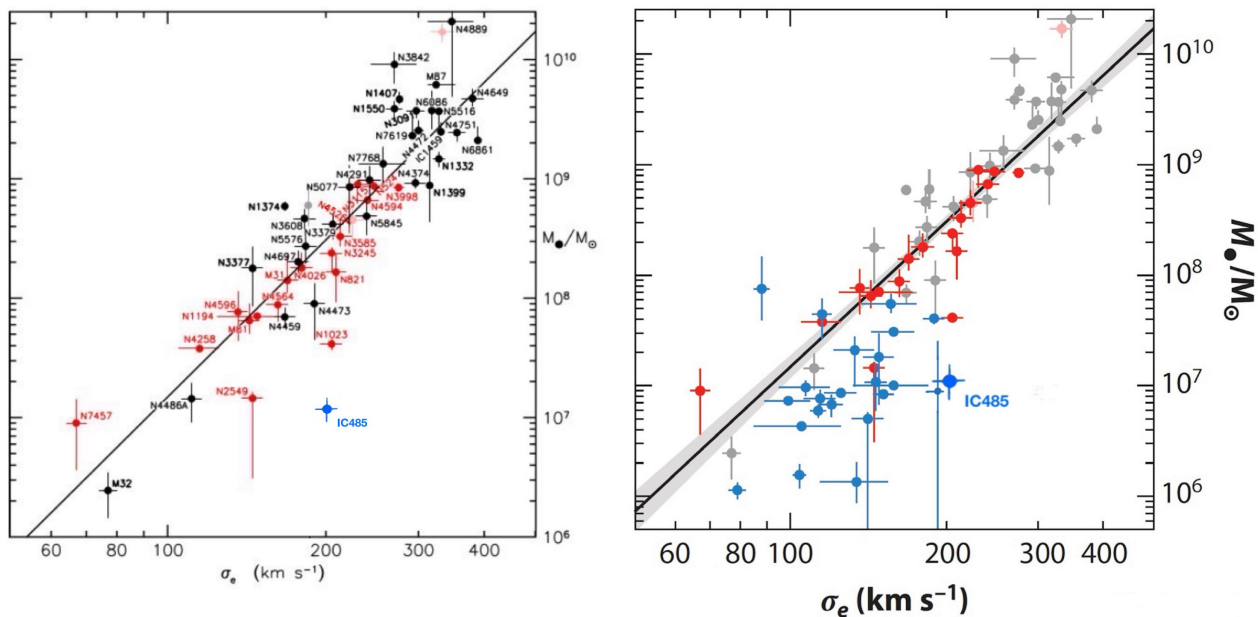 N4889
10¹⁰
N3842
M87
N4649
N1407
N6086
N1550
N5516
N3091
N4751
N7619
N4472
IC1459
N6861
10⁹
N7768
N1332
N4291
N4374
N5077
N3115
N524
N3998
N1399
N1374
N4526
N4594
N3608
N3379
N5845
M●/M☉
N5576
N3585
N3377
N4697
N3245
M31
N4026
N821
10⁸
N4596
N4564
N1194
N4473
M81
N4459
N1023
N4258
N2549
N7457
N4486A
IC485
10⁷
M32
10⁶
60 80 100 200 300 400
σe (km s⁻¹)
10¹⁰
10⁹
10⁸
10⁷
10⁶
M●/M☉
IC485
60 80 100 200 300 400
σe (km s⁻¹)